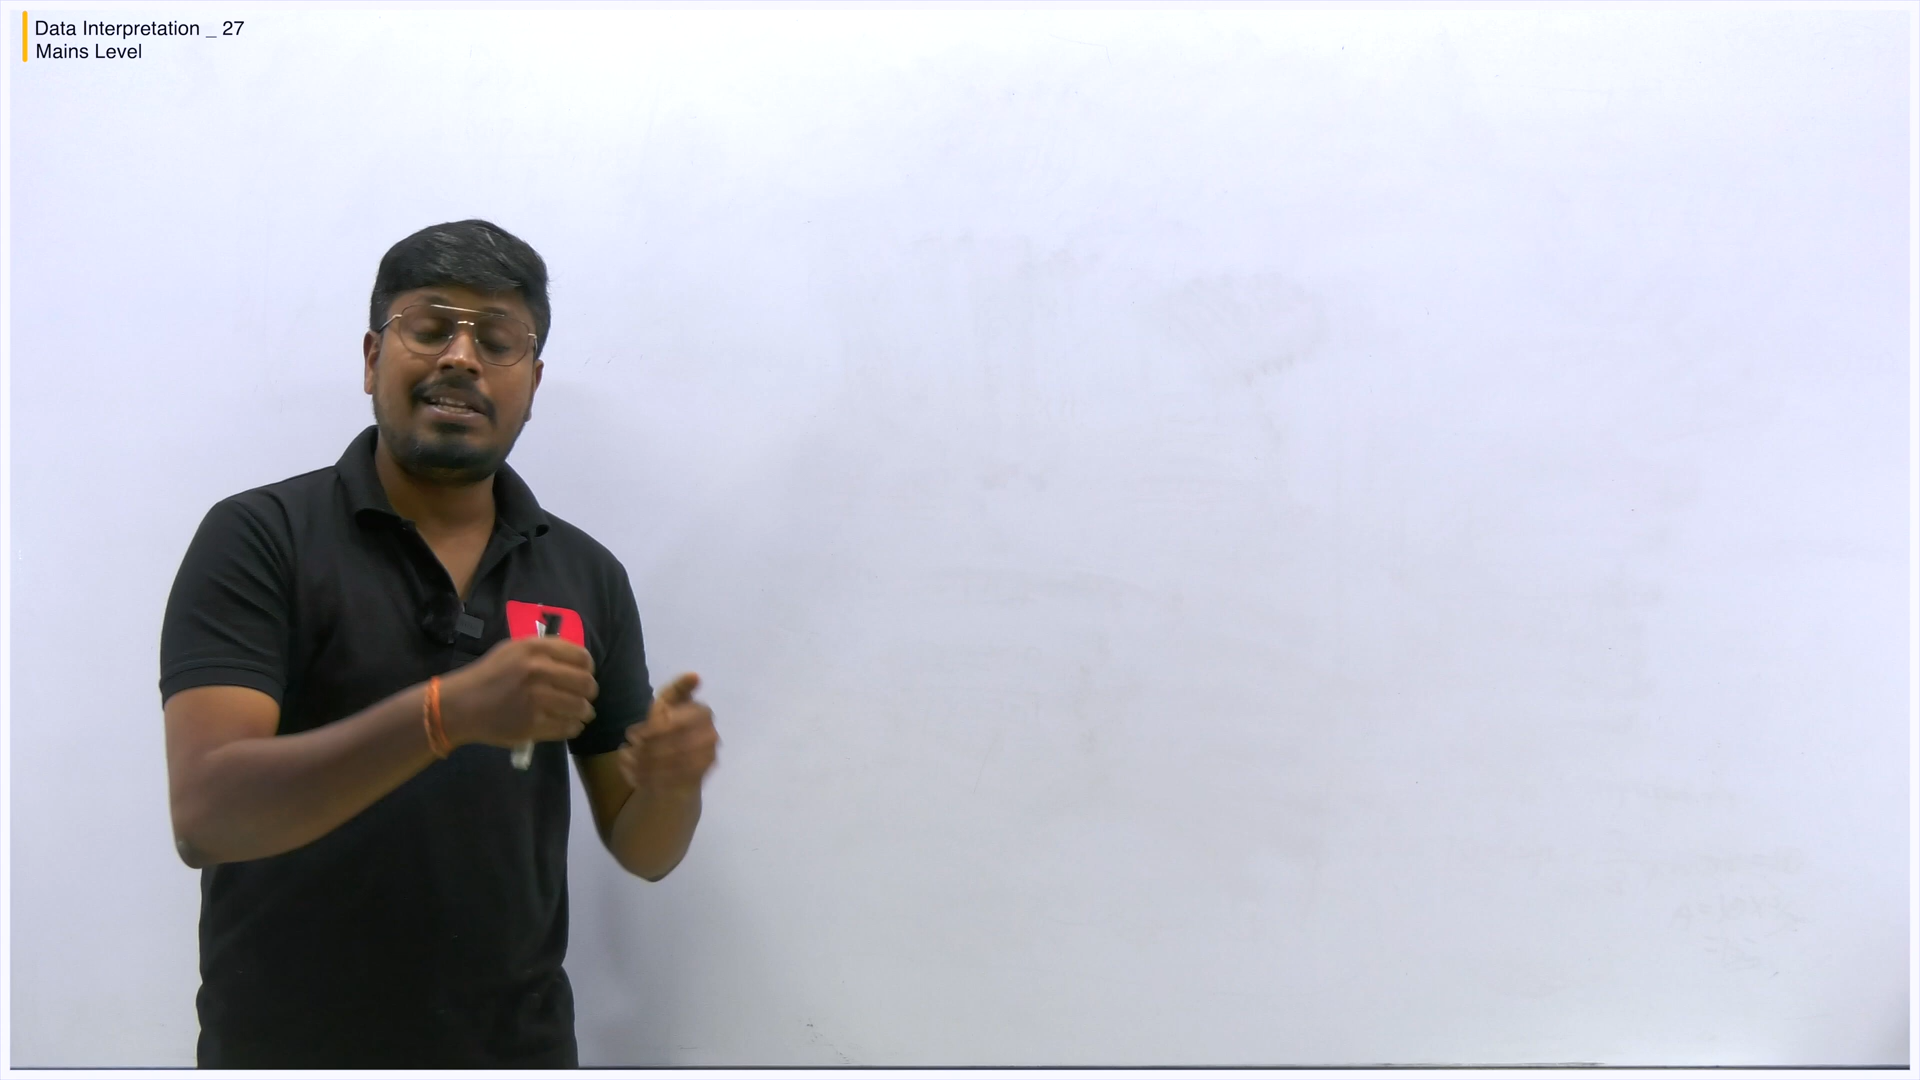 Data Interpretation _ 27
Mains Level